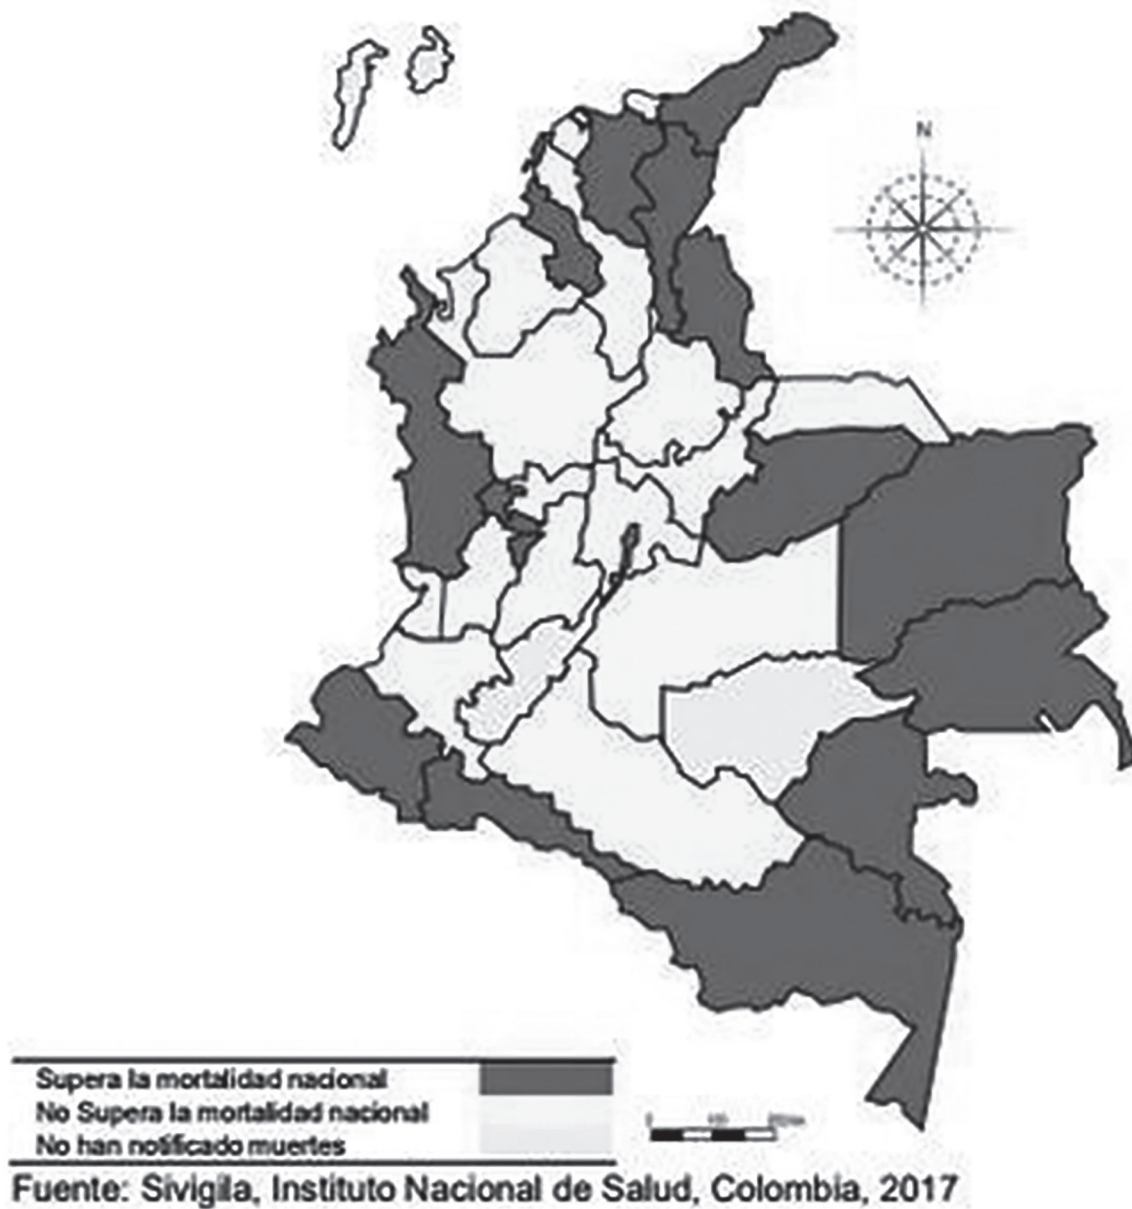 N
Supera la mortalidad nacional
No Supera la mortalidad nacional
No han notificado muertes
Fuente: Sivigila, Instituto Nacional de Salud, Colombia, 2017